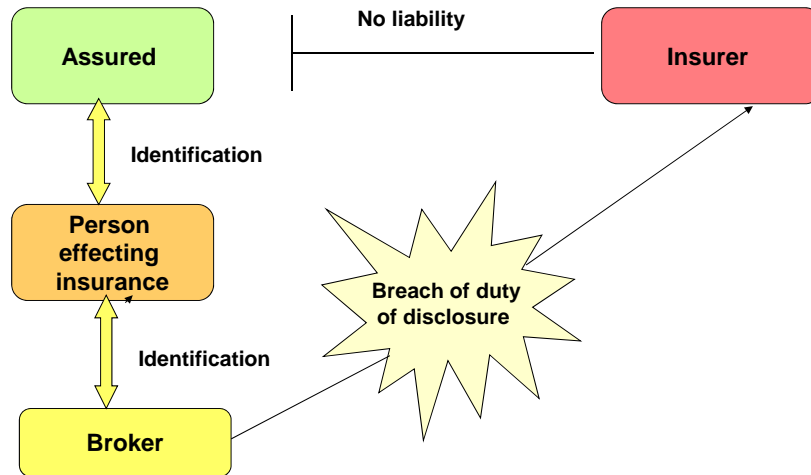 No liability
Assured
Insurer
Identification
Person
effecting
insurance
Breach of duty
of disclosure
Identification
Broker